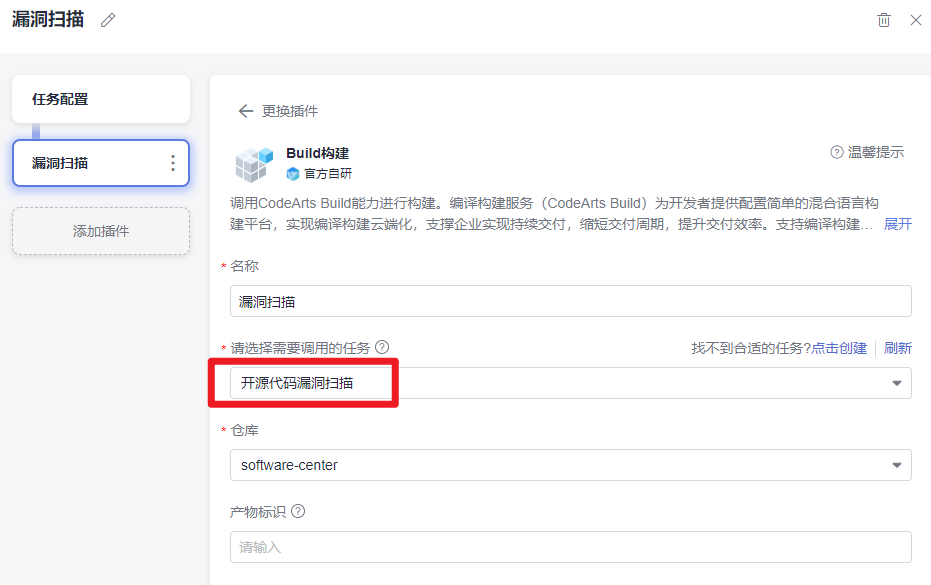 漏洞扫描
任务配置
漏洞扫描
添加插件
更换插件
Build构建
官方自研
温馨提示
调用CodeArts Build能力进行构建。编译构建服务（CodeArts Build）为开发者提供配置简单的混合语言构
建平台，实现编译构建云端化，支撑企业实现持续交付，缩短交付周期，提升交付效率。支持编译构建... 展开
* 名称
漏洞扫描
* 请选择需要调用的任务 ?
找不到合适的任务?点击创建 刷新
开源代码漏洞扫描
* 仓库
software-center
产物标识 ?
请输入